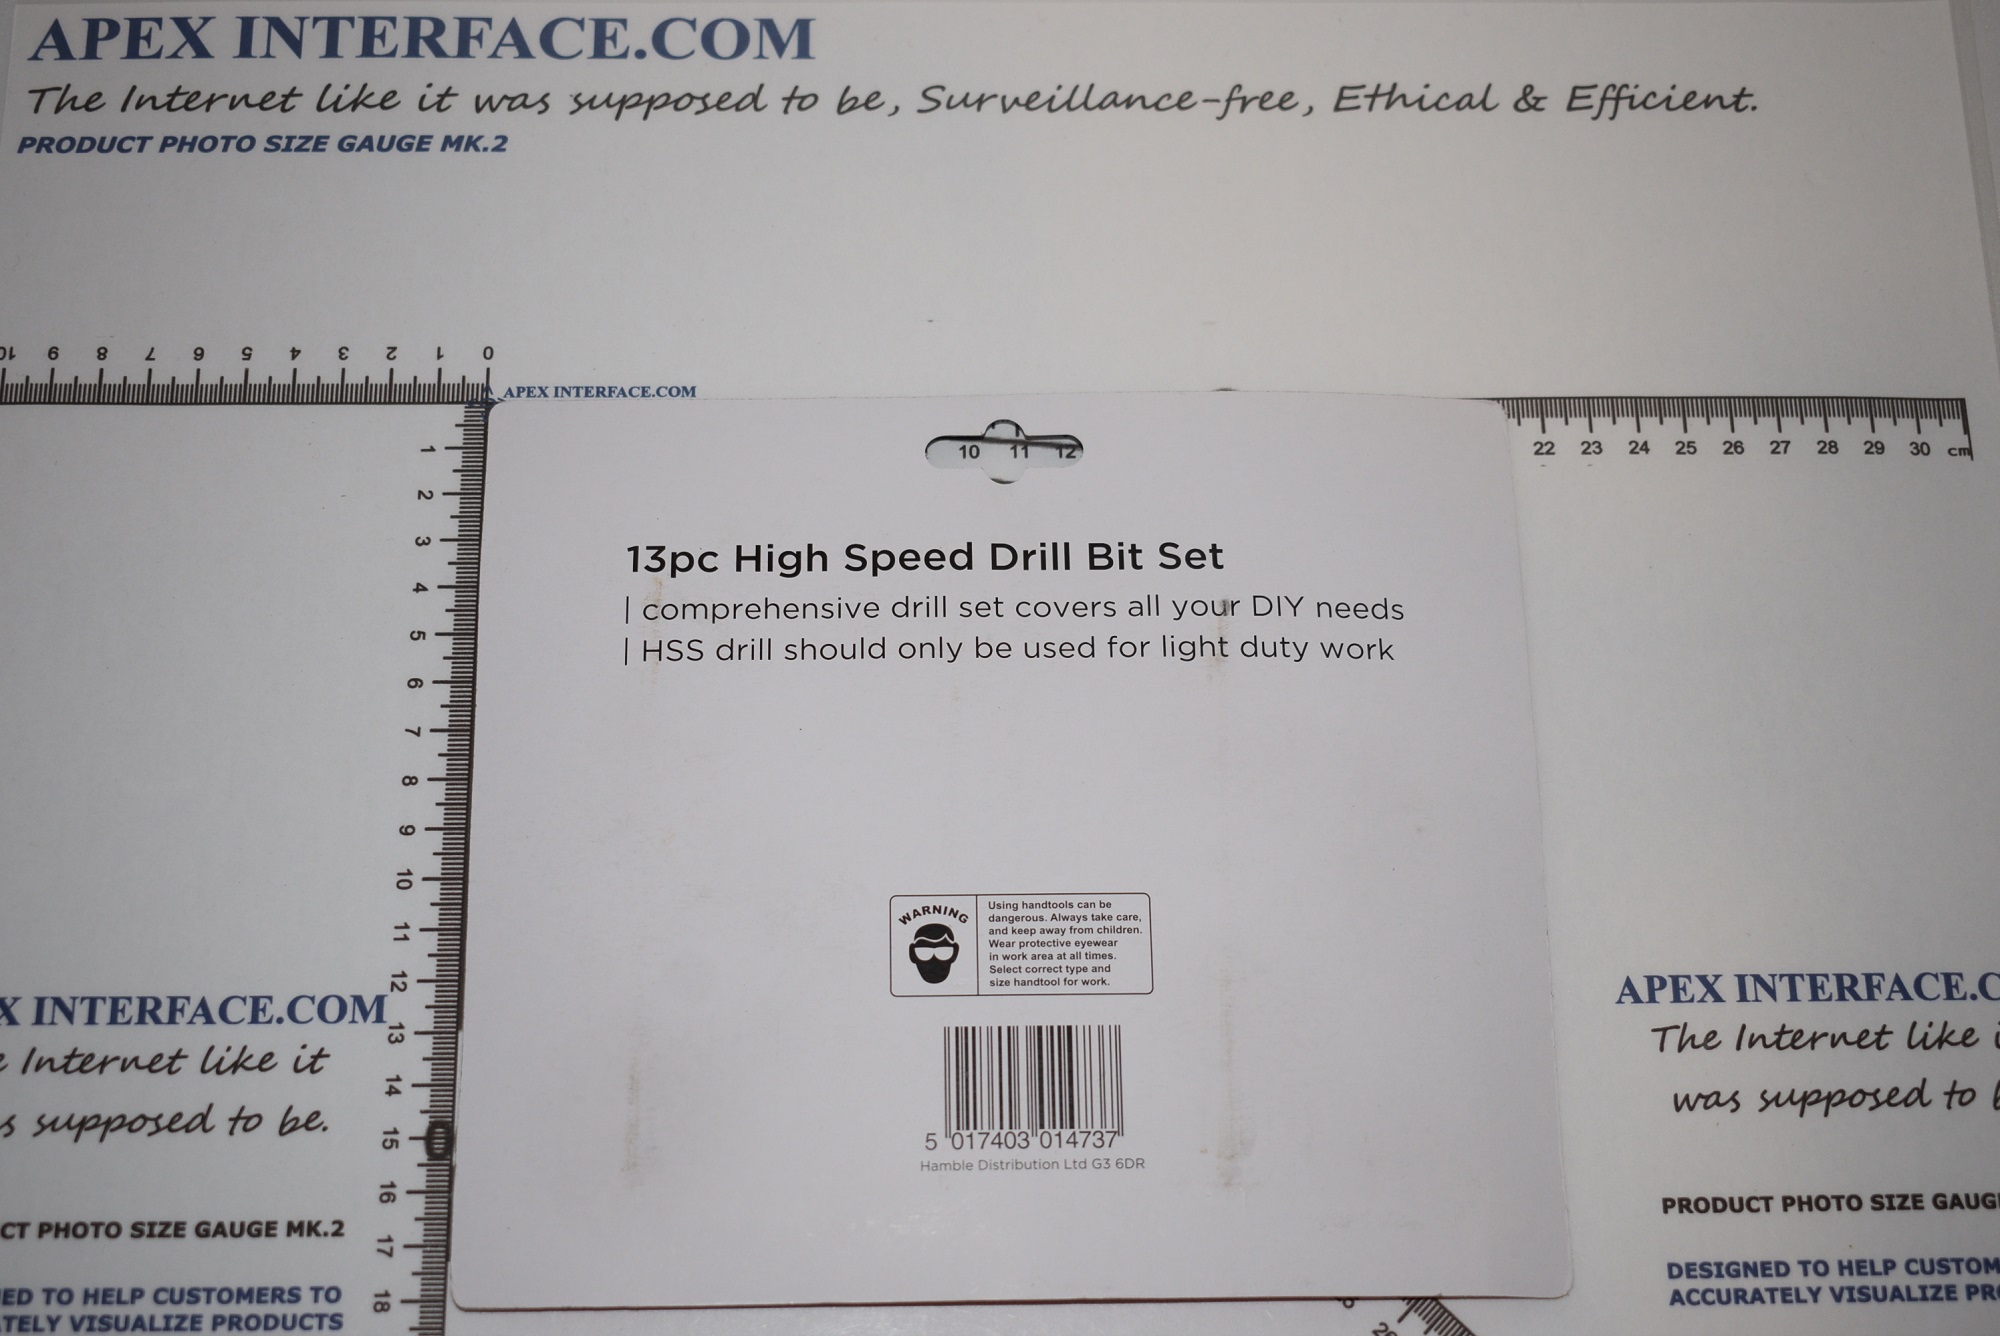 APEX INTERFACE.COM
The Internet like it was supposed to be, Surveillance-free, Ethical & Efficient.
PRODUCT PHOTO SIZE GAUGE MK.2
10 9 8 7 6 5 4 3 2 1 0
APEX INTERFACE.COM
22 23 24 25 26 27 28 29 30 cm
10 11 12
1
2
3
4
5
6
7
8
9
10
11
12
13
14
15
16
17
18
0
13pc High Speed Drill Bit Set
| comprehensive drill set covers all your DIY needs
| HSS drill should only be used for light duty work
WARNING
Using handtools can be
dangerous. Always take care,
and keep away from children.
Wear protective eyewear
in work area at all times.
Select correct type and
size handtool for work.
5 017403 014737
Hamble Distribution Ltd G3 6DR
X INTERFACE.COM
e Internet like it
s supposed to be.
CT PHOTO SIZE GAUGE MK.2
ED TO HELP CUSTOMERS TO
TELY VISUALIZE PRODUCTS
APEX INTERFACE.C
The Internet like i
was supposed to b
PRODUCT PHOTO SIZE GAUG
DESIGNED TO HELP CUSTOM
ACCURATELY VISUALIZE PR